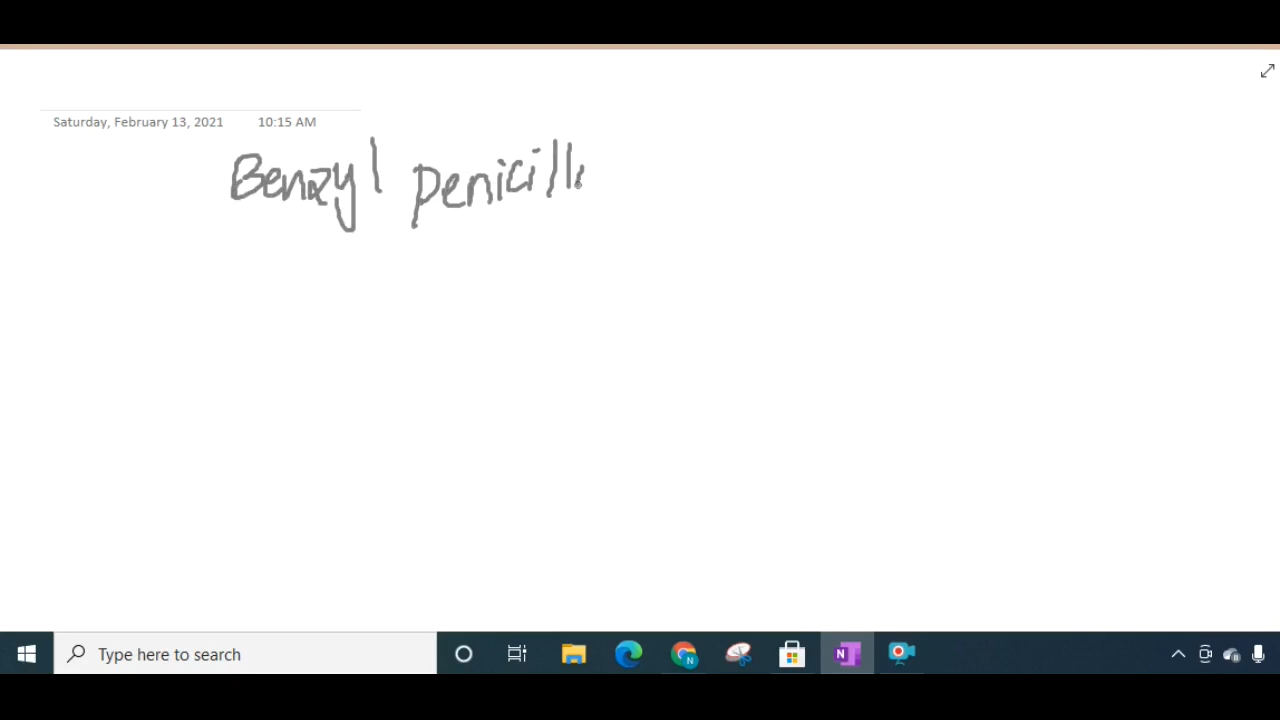 Saturday, February 13, 2021 10:15 AM
Benzyl penicilli
Type here to search